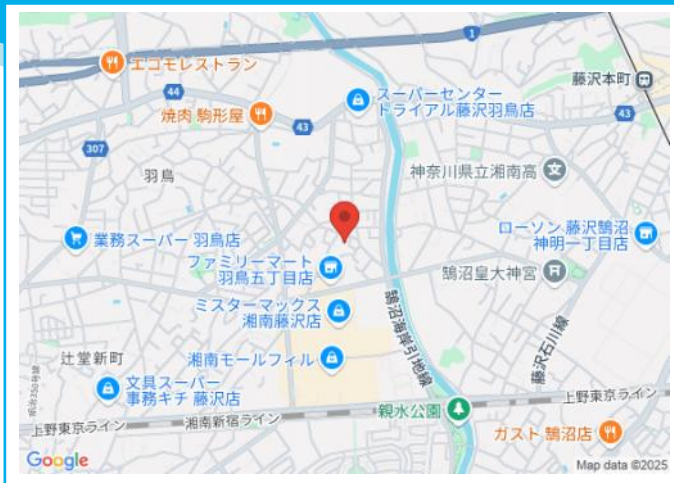 1
エコモレストラン
藤沢本町
44
スーパーセンター
トライアル藤沢羽鳥店
焼肉 駒形屋
43
43
307
羽鳥
神奈川県立湘南高
業務スーパー 羽鳥店
ローソン 藤沢鵠沼
神明一丁目店
ファミリーマート
羽鳥五丁目店
鵠沼皇大神宮
ミスターマックス
湘南藤沢店
鵠沼海岸引地線
藤沢石川線
辻堂新町
湘南モールフィル
文具スーパー
事務キチ 藤沢店
上野東京ライン
親水公園
湘南新宿ライン
上野東京ライン
ガスト 鵠沼店
Google
Map data ©2025